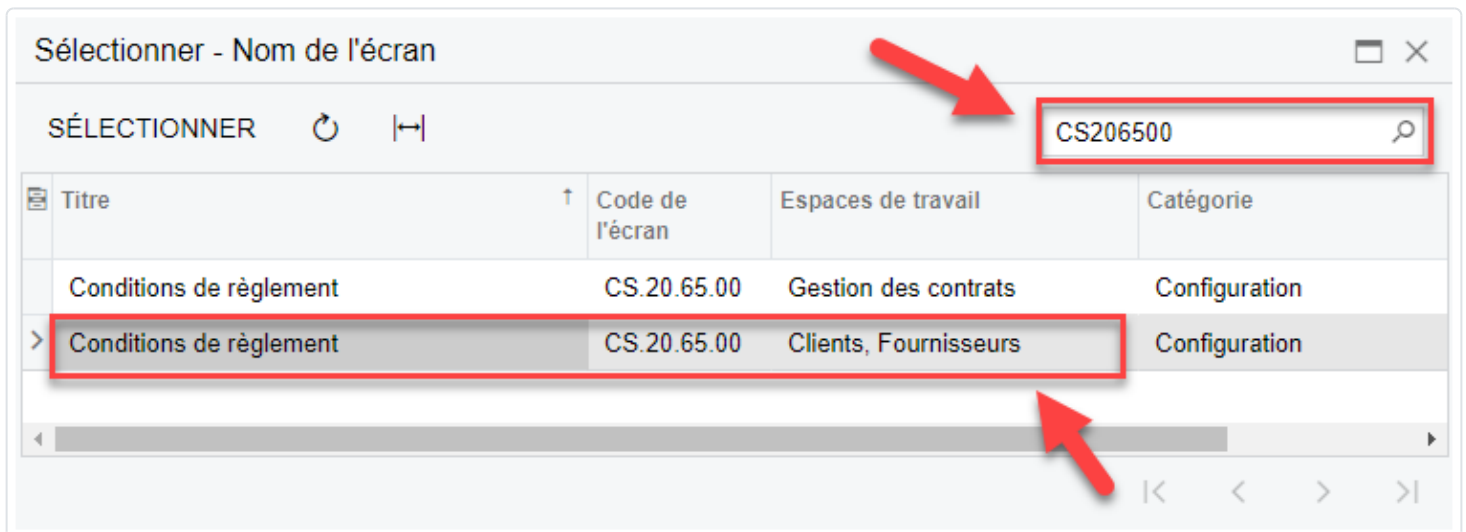 Sélectionner - Nom de l'écran
SÉLECTIONNER
CS206500
Titre Code de l'écran Espaces de travail Catégorie
Conditions de règlement CS.20.65.00 Gestion des contrats Configuration
Conditions de règlement CS.20.65.00 Clients, Fournisseurs Configuration